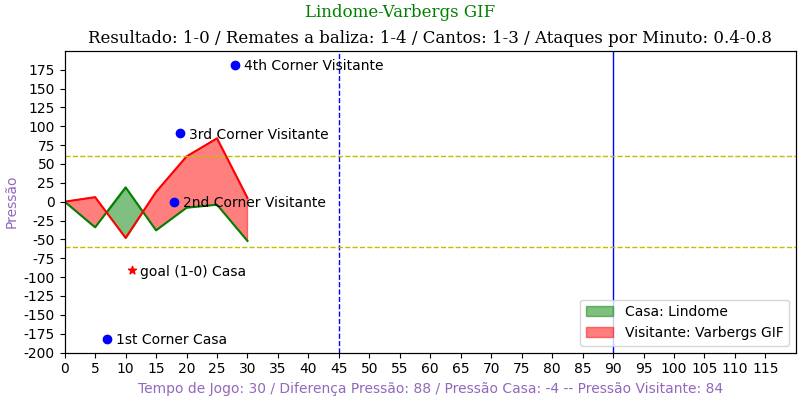 Lindome-Varbergs GIF
Resultado: 1-0 / Remates a baliza: 1-4 / Cantos: 1-3 / Ataques por Minuto: 0.4-0.8
175
150
125
100
75
50
25
0
-25
-50
-75
-100
-125
-150
-175
-200
Pressão
4th Corner Visitante
3rd Corner Visitante
2nd Corner Visitante
goal (1-0) Casa
1st Corner Casa
Casa: Lindome
Visitante: Varbergs GIF
0 5 10 15 20 25 30 35 40 45 50 55 60 65 70 75 80 85 90 95 100 105 110 115
Tempo de Jogo: 30 / Diferença Pressão: 88 / Pressão Casa: -4 -- Pressão Visitante: 84